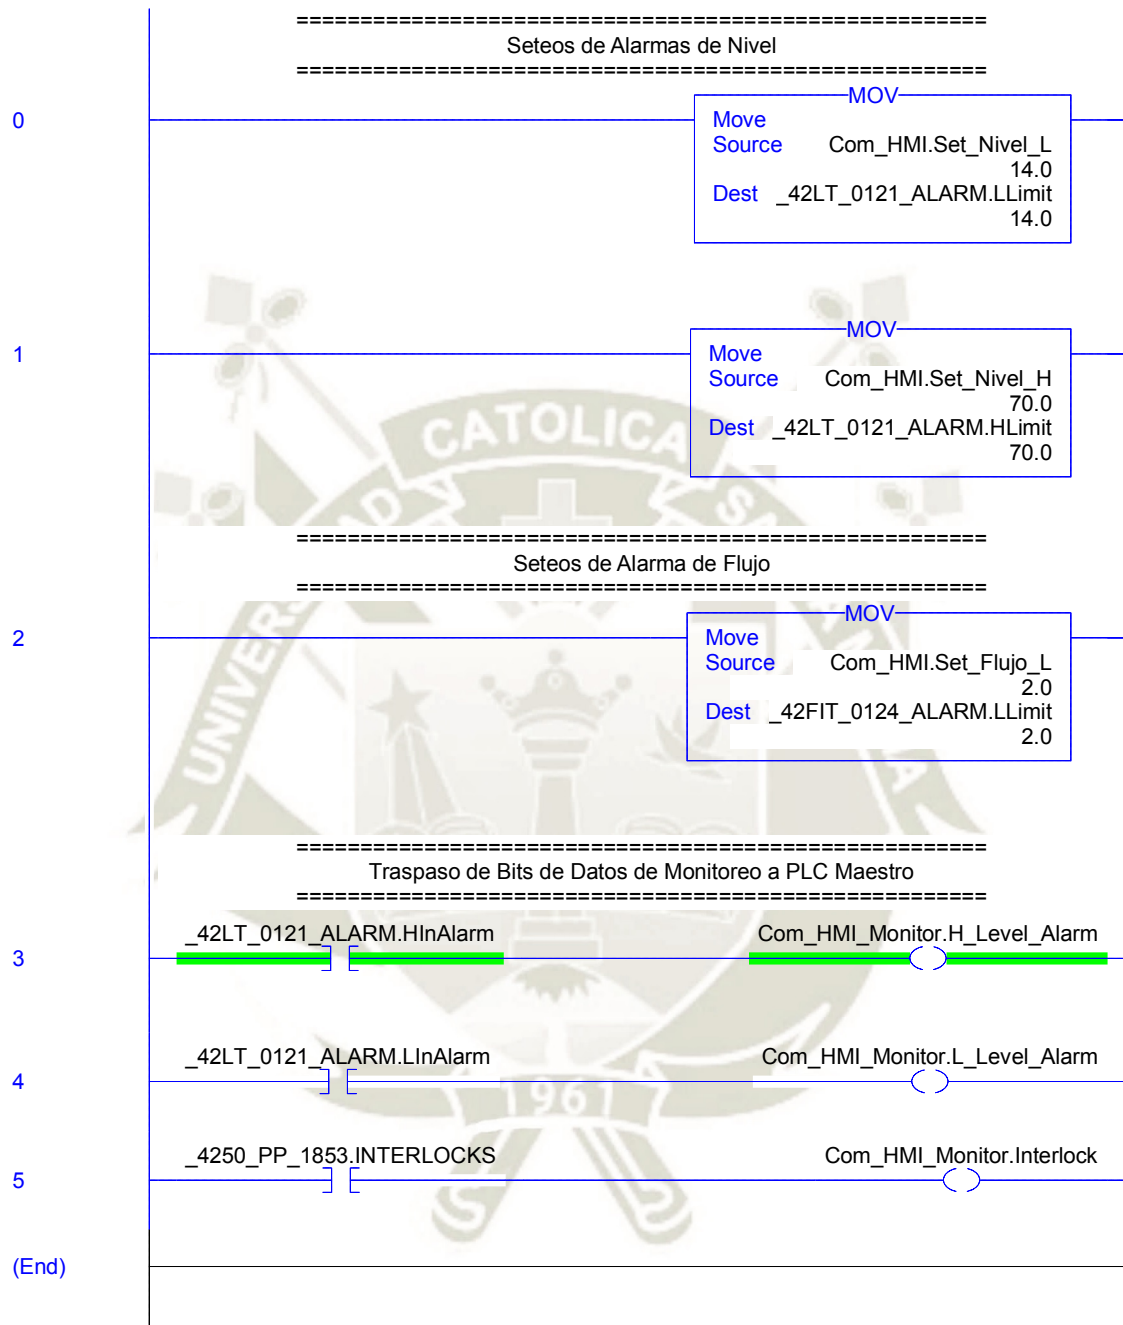 ==================================================
Seteos de Alarmas de Nivel
==================================================
0
MOV
Move
Source Com_HMI.Set_Nivel_L
14.0
Dest _42LT_0121_ALARM.LLimit
14.0
1
MOV
Move
Source Com_HMI.Set_Nivel_H
70.0
Dest _42LT_0121_ALARM.HLimit
70.0
CATOLICA
==================================================
Seteos de Alarma de Flujo
==================================================
2
MOV
Move
Source Com_HMI.Set_Flujo_L
2.0
Dest _42FIT_0124_ALARM.LLimit
2.0
==================================================
Traspaso de Bits de Datos de Monitoreo a PLC Maestro
==================================================
_42LT_0121_ALARM.HInAlarm Com_HMI_Monitor.H_Level_Alarm
3
_42LT_0121_ALARM.LInAlarm Com_HMI_Monitor.L_Level_Alarm
4
1961
_4250_PP_1853.INTERLOCKS Com_HMI_Monitor.Interlock
5
(End)